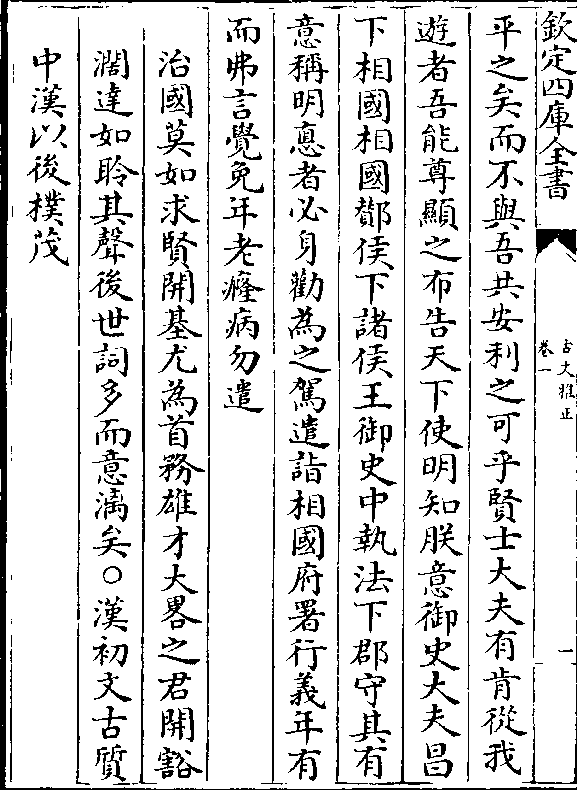 欽定四庫全書
古文雅正
卷一
一
平之矣而不與吾共安利之可乎賢士大夫有肯從我
遊者吾能尊顯之布告天下使明知朕意御史大夫昌
下相國相國酇侯下諸侯王御史中執法下郡守其有
意稱明德者必身勸為之駕遣詣相國府署行義年有
而弗言覺免年老癃病勿遣
治國莫如求賢開基尤為首務雄才大畧之君開豁
濶達如聆其聲後世詞多而意漓矣○漢初文古質
中漢以後樸茂